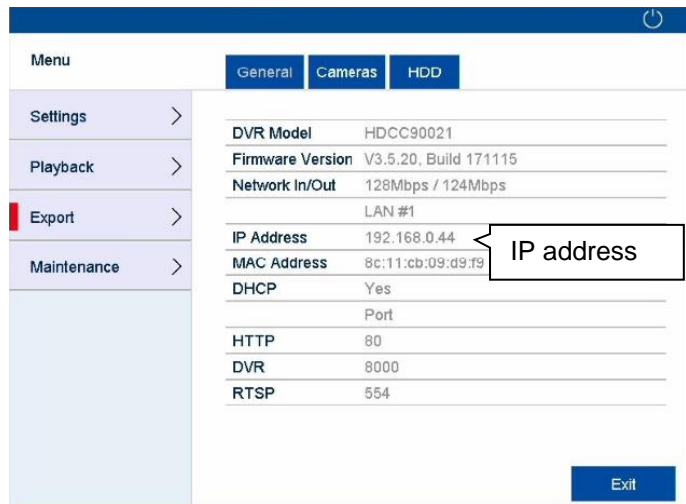 Menu
General Cameras HDD
Settings
Playback
Export
Maintenance
DVR Model HDCC90021
Firmware Version V3.5.20, Build 171115
Network In/Out 128Mbps / 124Mbps
LAN #1
IP Address 192.168.0.44
IP address
MAC Address 8c:11:cb:09:d9:f9
DHCP Yes
Port
HTTP 80
DVR 8000
RTSP 554
Exit